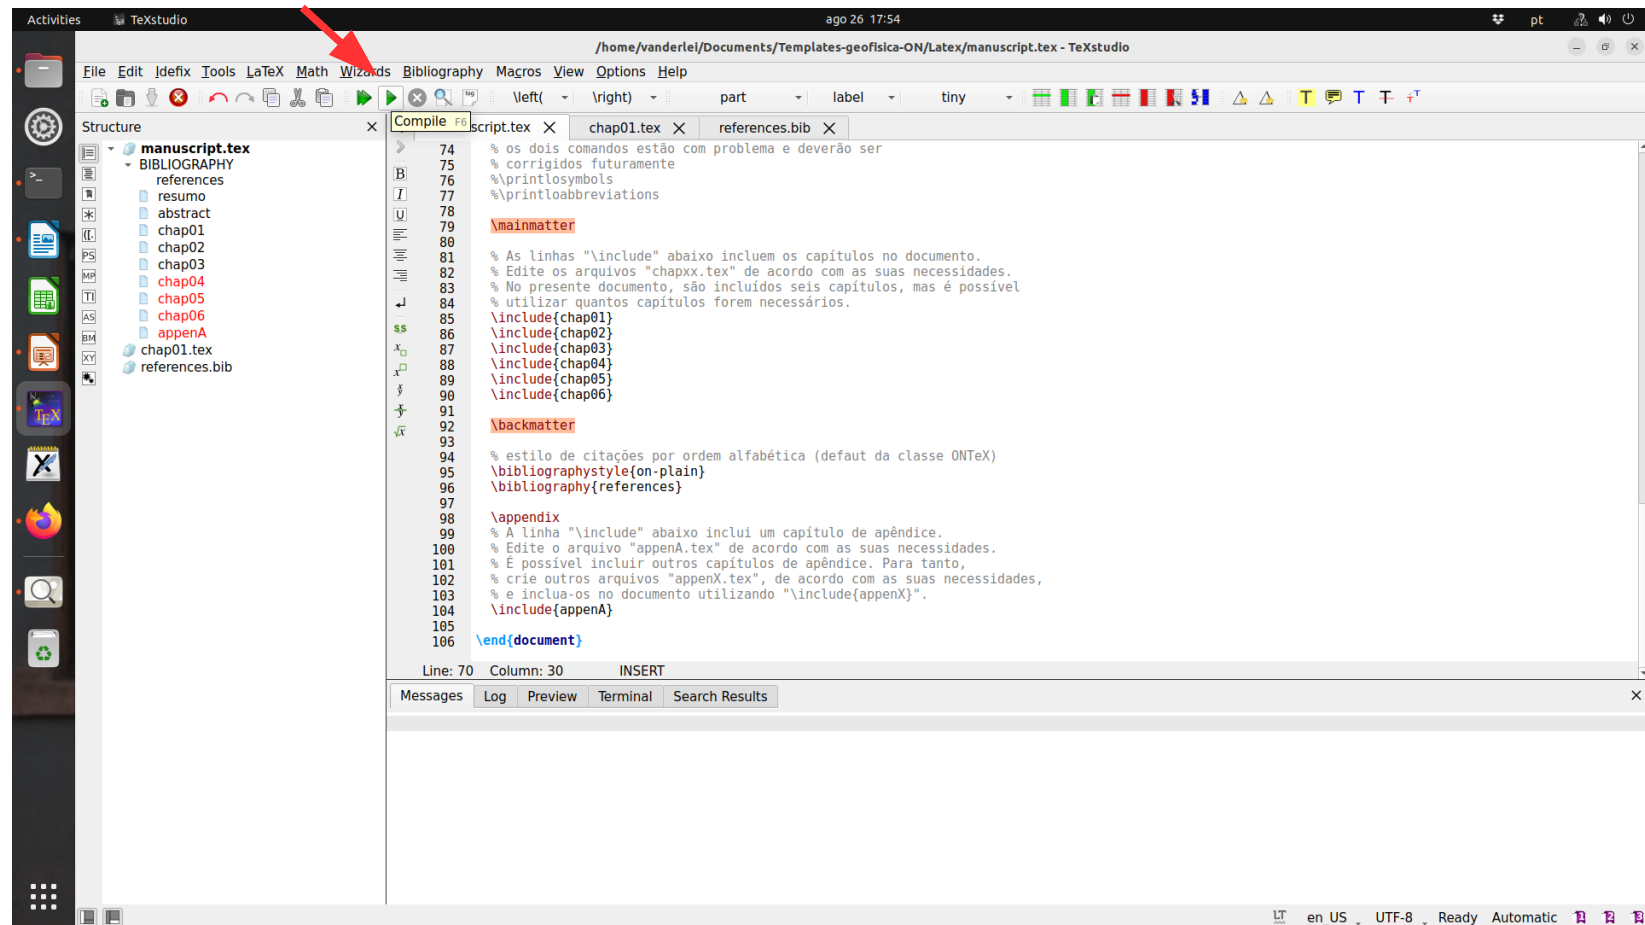 Activities TeXstudio ago 26 17:54 pt
/home/vanderlei/Documents/Templates-geofisica-ON/Latex/manuscript.tex - TeXstudio
File Edit Idefix Tools LaTeX Math Wizards Bibliography Macros View Options Help
\left( \right) part label tiny
Compile F6
Structure
script.tex chap01.tex references.bib
manuscript.tex
BIBLIOGRAPHY
references
resumo
abstract
chap01
chap02
chap03
chap04
chap05
chap06
appenA
chap01.tex
references.bib
74 % os dois comandos estão com problema e deverão ser
75 % corrigidos futuramente
76 %\printlosymbols
77 %\printloabbreviations
78
79 \mainmatter
80
81 % As linhas "\include" abaixo incluem os capítulos no documento.
82 % Edite os arquivos "chapxx.tex" de acordo com as suas necessidades.
83 % No presente documento, são incluídos seis capítulos, mas é possível
84 % utilizar quantos capítulos forem necessários.
85 \include{chap01}
86 \include{chap02}
87 \include{chap03}
88 \include{chap04}
89 \include{chap05}
90 \include{chap06}
91
92 \backmatter
93
94 % estilo de citações por ordem alfabética (defaut da classe ONTeX)
95 \bibliographystyle{on-plain}
96 \bibliography{references}
97
98 \appendix
99 % A linha "\include" abaixo inclui um capítulo de apêndice.
100 % Edite o arquivo "appenA.tex" de acordo com as suas necessidades.
101 % É possível incluir outros capítulos de apêndice. Para tanto,
102 % crie outros arquivos "appenX.tex", de acordo com as suas necessidades,
103 % e inclua-os no documento utilizando "\include{appenX}".
104 \include{appenA}
105
106 \end{document}
Line: 70 Column: 30 INSERT
Messages Log Preview Terminal Search Results
LT en_US UTF-8 Ready Automatic